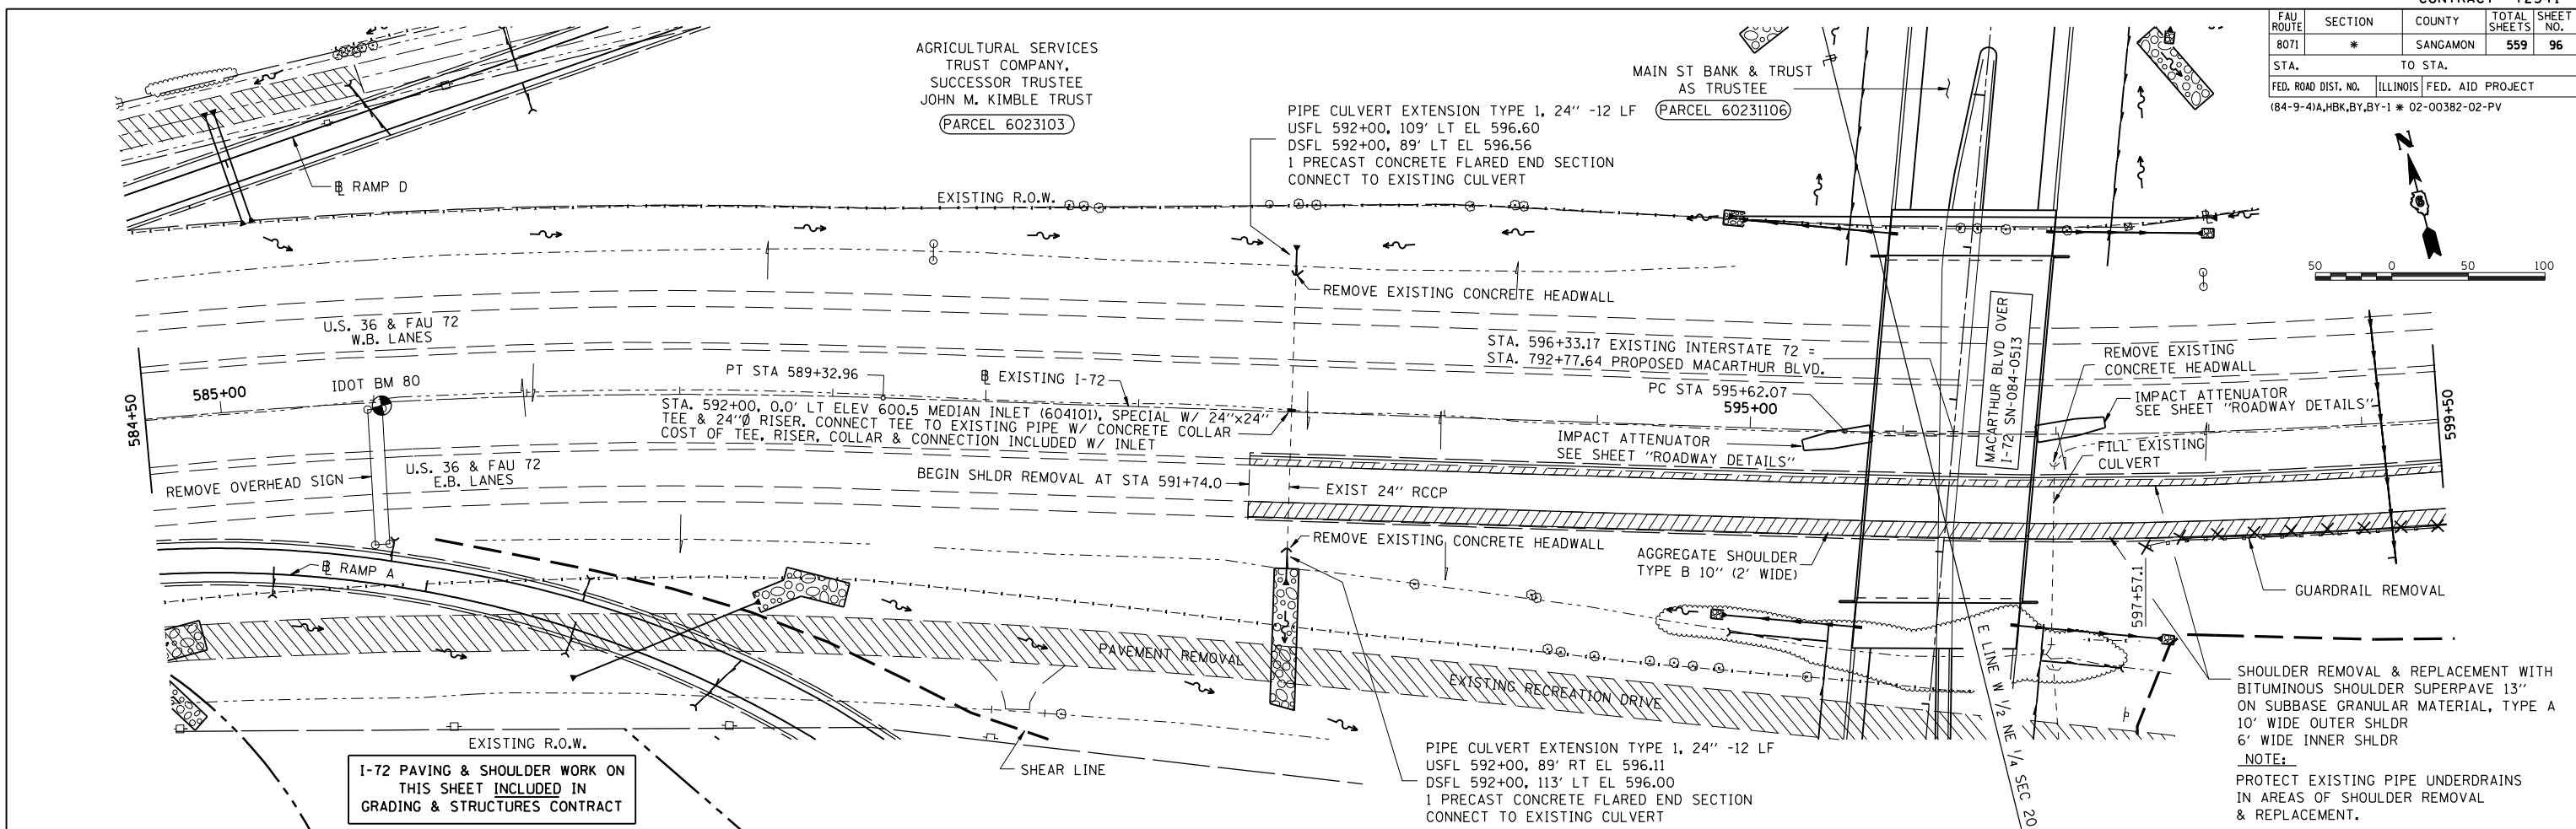 FAU ROUTE SECTION COUNTY TOTAL SHEETS SHEET NO.
8071 * SANGAMON 559 96
STA. TO STA.
FED. ROAD DIST. NO. ILLINOIS FED. AID PROJECT
(84-9-4)A,HBK,BY,BY-1 * 02-00382-02-PV
AGRICULTURAL SERVICES
TRUST COMPANY,
SUCCESSOR TRUSTEE
JOHN M. KIMBLE TRUST
PARCEL 6023103
MAIN ST BANK & TRUST
AS TRUSTEE
PARCEL 60231106
PIPE CULVERT EXTENSION TYPE 1, 24" -12 LF
USFL 592+00, 109' LT EL 596.60
DSFL 592+00, 89' LT EL 596.56
1 PRECAST CONCRETE FLARED END SECTION
CONNECT TO EXISTING CULVERT
N
50 0 50 100
℄ RAMP D
EXISTING R.O.W.
REMOVE EXISTING CONCRETE HEADWALL
U.S. 36 & FAU 72
W.B. LANES
STA. 596+33.17 EXISTING INTERSTATE 72 =
STA. 792+77.64 PROPOSED MACARTHUR BLVD.
MACARTHUR BLVD OVER
I-72 SN-084-0513
REMOVE EXISTING
CONCRETE HEADWALL
584+50
585+00
IDOT BM 80
PT STA 589+32.96
℄ EXISTING I-72
PC STA 595+62.07
595+00
IMPACT ATTENUATOR
SEE SHEET "ROADWAY DETAILS"
599+50
STA. 592+00, 0.0' LT ELEV 600.5 MEDIAN INLET (604101), SPECIAL W/ 24"x24"
TEE & 24"Ø RISER. CONNECT TEE TO EXISTING PIPE W/ CONCRETE COLLAR
COST OF TEE, RISER, COLLAR & CONNECTION INCLUDED W/ INLET
IMPACT ATTENUATOR
SEE SHEET "ROADWAY DETAILS"
FILL EXISTING
CULVERT
REMOVE OVERHEAD SIGN
U.S. 36 & FAU 72
E.B. LANES
BEGIN SHLDR REMOVAL AT STA 591+74.0
EXIST 24" RCCP
REMOVE EXISTING CONCRETE HEADWALL
AGGREGATE SHOULDER
TYPE B 10" (2' WIDE)
℄ RAMP A
597+57.1
GUARDRAIL REMOVAL
PAVEMENT REMOVAL
EXISTING RECREATION DRIVE
E LINE W 1/2 NE 1/4 SEC 20
SHOULDER REMOVAL & REPLACEMENT WITH
BITUMINOUS SHOULDER SUPERPAVE 13"
ON SUBBASE GRANULAR MATERIAL, TYPE A
10' WIDE OUTER SHLDR
6' WIDE INNER SHLDR
NOTE:
PROTECT EXISTING PIPE UNDERDRAINS
IN AREAS OF SHOULDER REMOVAL
& REPLACEMENT.
EXISTING R.O.W.
SHEAR LINE
I-72 PAVING & SHOULDER WORK ON
THIS SHEET INCLUDED IN
GRADING & STRUCTURES CONTRACT
PIPE CULVERT EXTENSION TYPE 1, 24" -12 LF
USFL 592+00, 89' RT EL 596.11
DSFL 592+00, 113' LT EL 596.00
1 PRECAST CONCRETE FLARED END SECTION
CONNECT TO EXISTING CULVERT